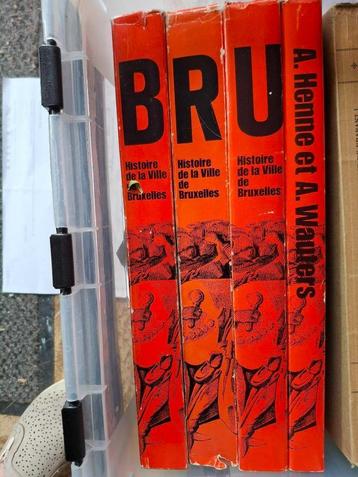 B
Histoire
de la Ville
de
Bruxelles
R
Histoire
de la Ville
de
Bruxelles
U
Histoire
de la Ville
de
Bruxelles
A. Henne et A. Wauters